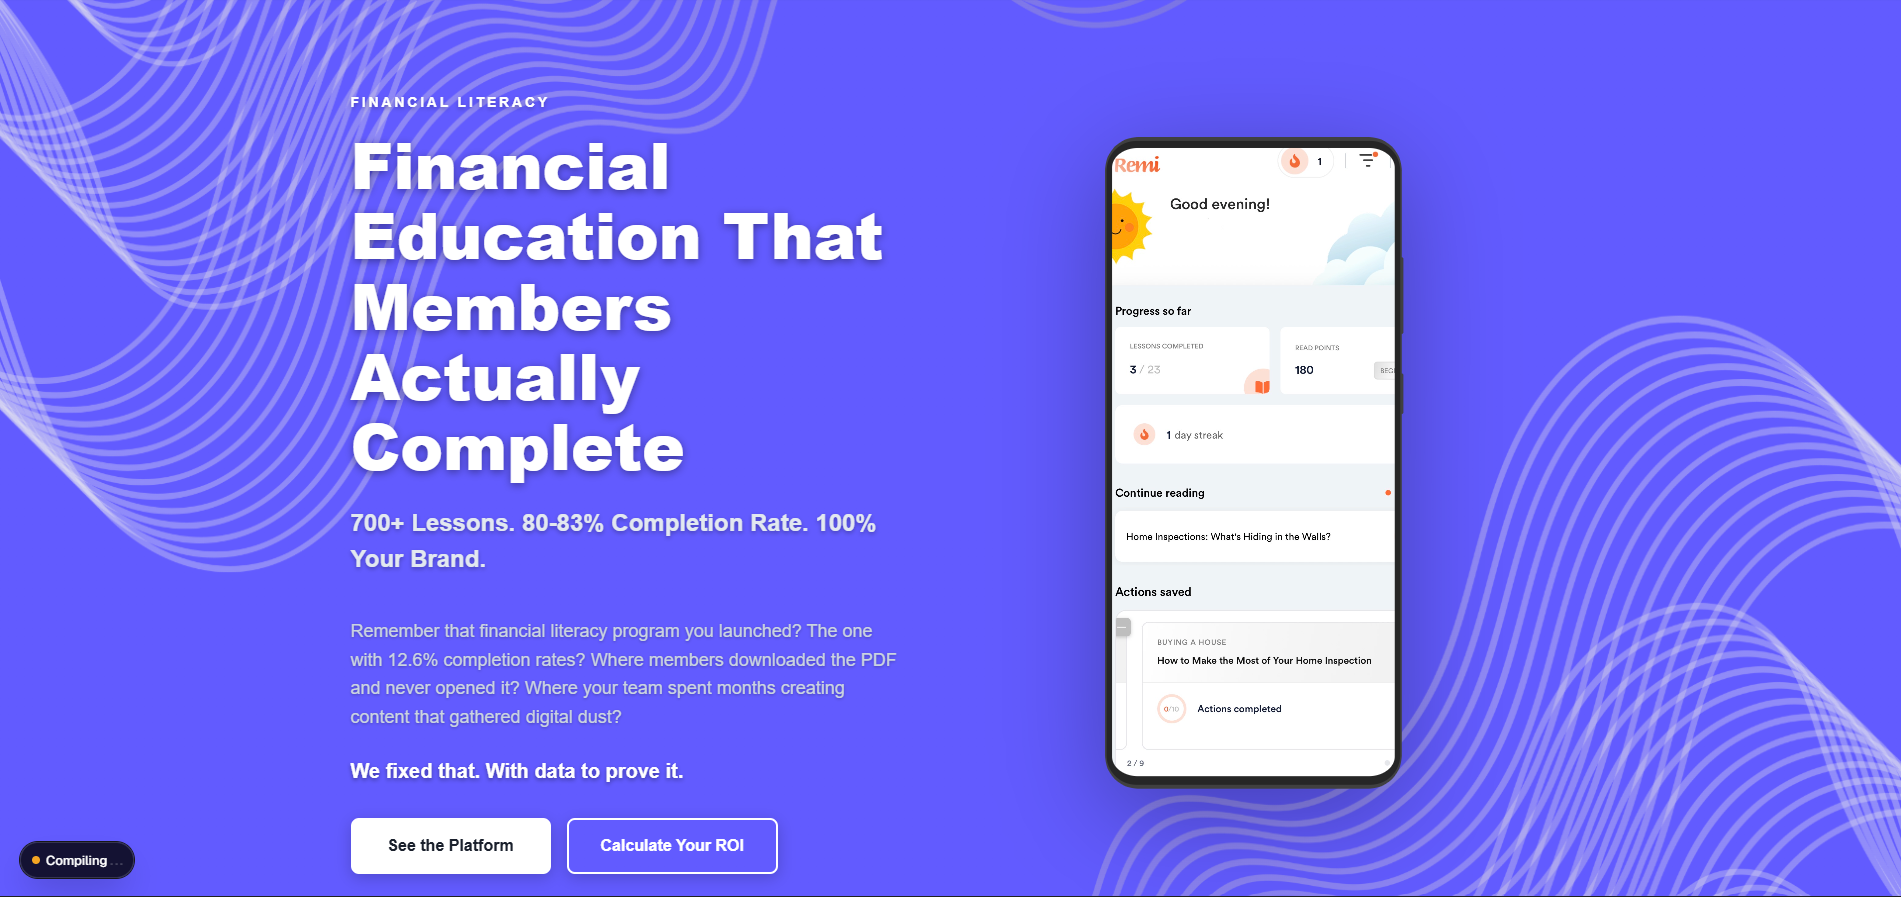 FINANCIAL LITERACY
Financial
Education That
Members
Actually
Complete
700+ Lessons. 80-83% Completion Rate. 100%
Your Brand.
Remember that financial literacy program you launched? The one
with 12.6% completion rates? Where members downloaded the PDF
and never opened it? Where your team spent months creating
content that gathered digital dust?
We fixed that. With data to prove it.
See the Platform
Calculate Your ROI
Compiling ...
Remi
1
Good evening!
Progress so far
LESSONS COMPLETED
3 / 23
READ POINTS
180
1 day streak
Continue reading
Home Inspections: What's Hiding in the Walls?
Actions saved
BUYING A HOUSE
How to Make the Most of Your Home Inspection
0/10
Actions completed
2 / 9